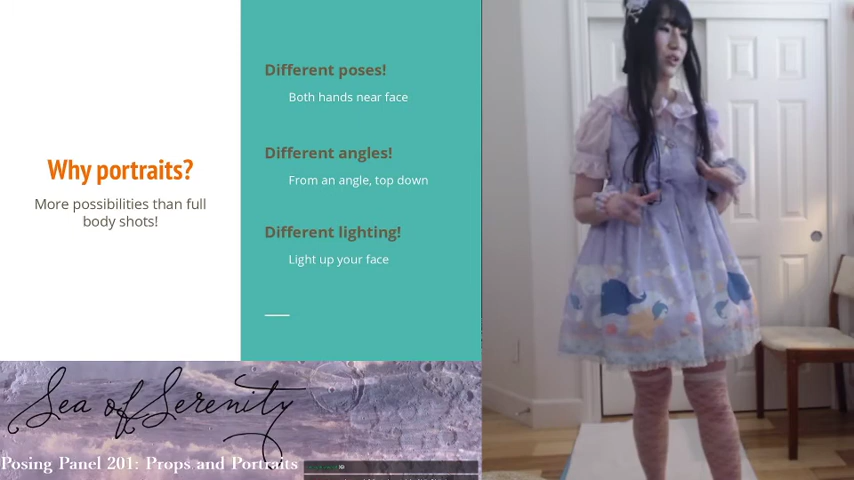 Why portraits?
More possibilities than full
body shots!
Different poses!
Both hands near face
Different angles!
From an angle, top down
Different lighting!
Light up your face
Sea of Serenity
Posing Panel 201: Props and Portraits